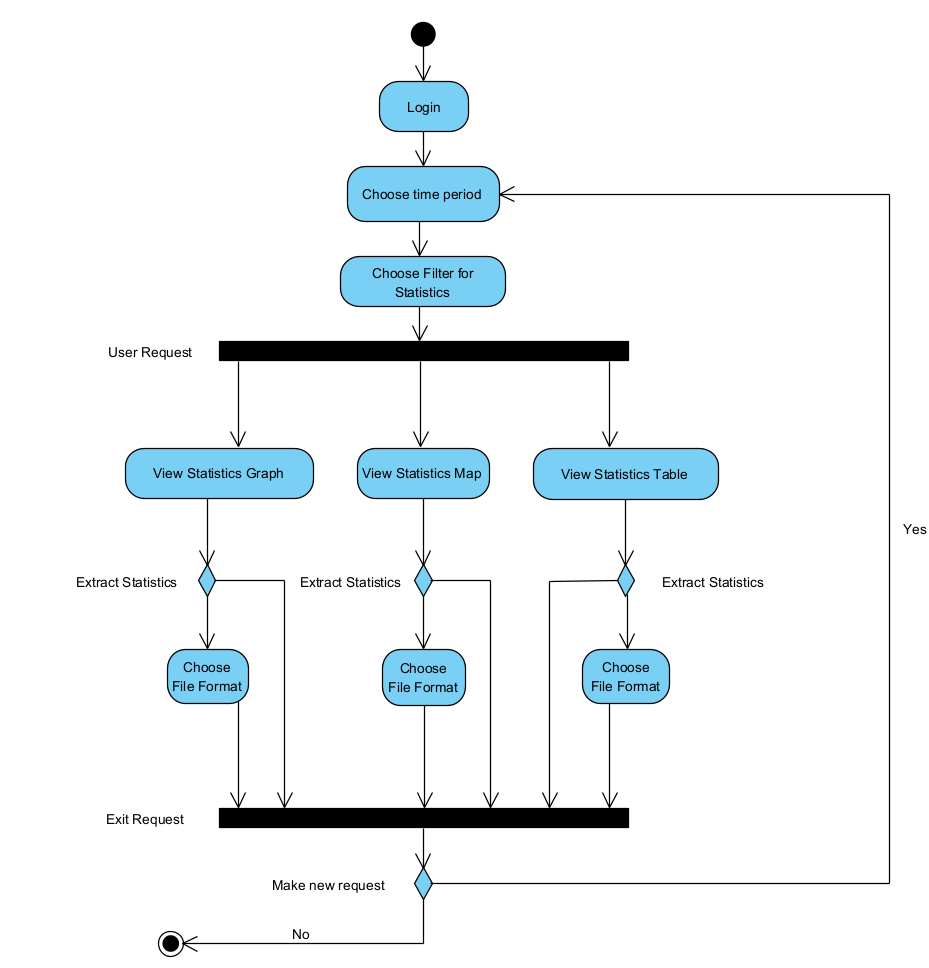 Login
Choose time period
Choose Filter for
Statistics
User Request
View Statistics Graph
View Statistics Map
View Statistics Table
Yes
Extract Statistics
Extract Statistics
Extract Statistics
Choose
File Format
Choose
File Format
Choose
File Format
Exit Request
Make new request
No